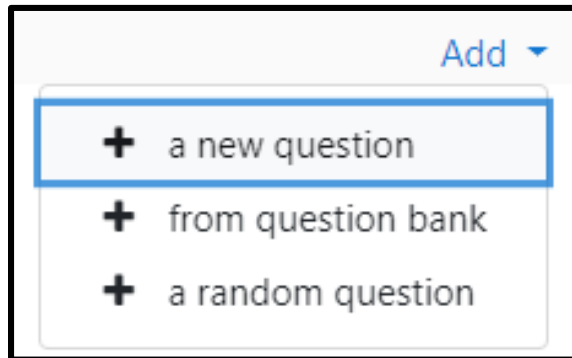 Add
a new question
from question bank
a random question